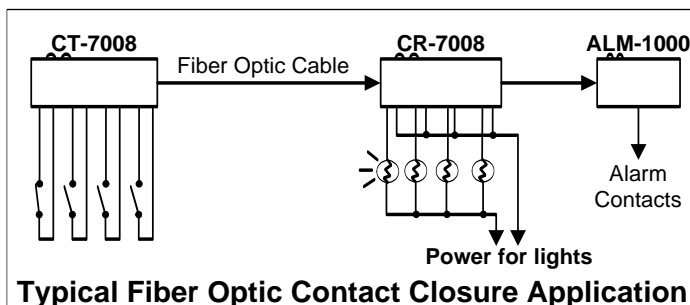 CT-7008
CR-7008
ALM-1000
Fiber Optic Cable
Alarm
Contacts
Power for lights
Typical Fiber Optic Contact Closure Application